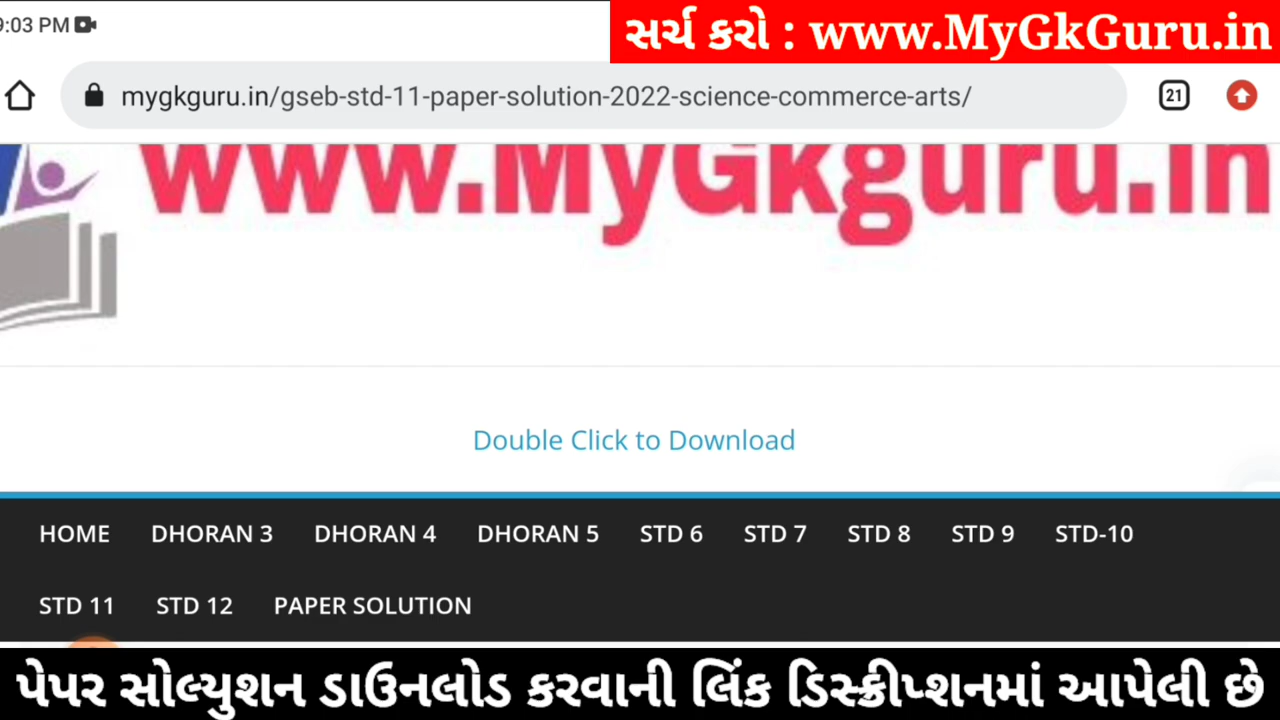 9:03 PM
સર્ચ કરો : www.MyGkGuru.in
mygkguru.in/gseb-std-11-paper-solution-2022-science-commerce-arts/
21
www.MyGkguru.in
Double Click to Download
HOME DHORAN 3 DHORAN 4 DHORAN 5 STD 6 STD 7 STD 8 STD 9 STD-10
STD 11 STD 12 PAPER SOLUTION
પેપર સોલ્યુશન ડાઉનલોડ કરવાની લિંક ડિસ્ક્રીપ્શનમાં આપેલી છે